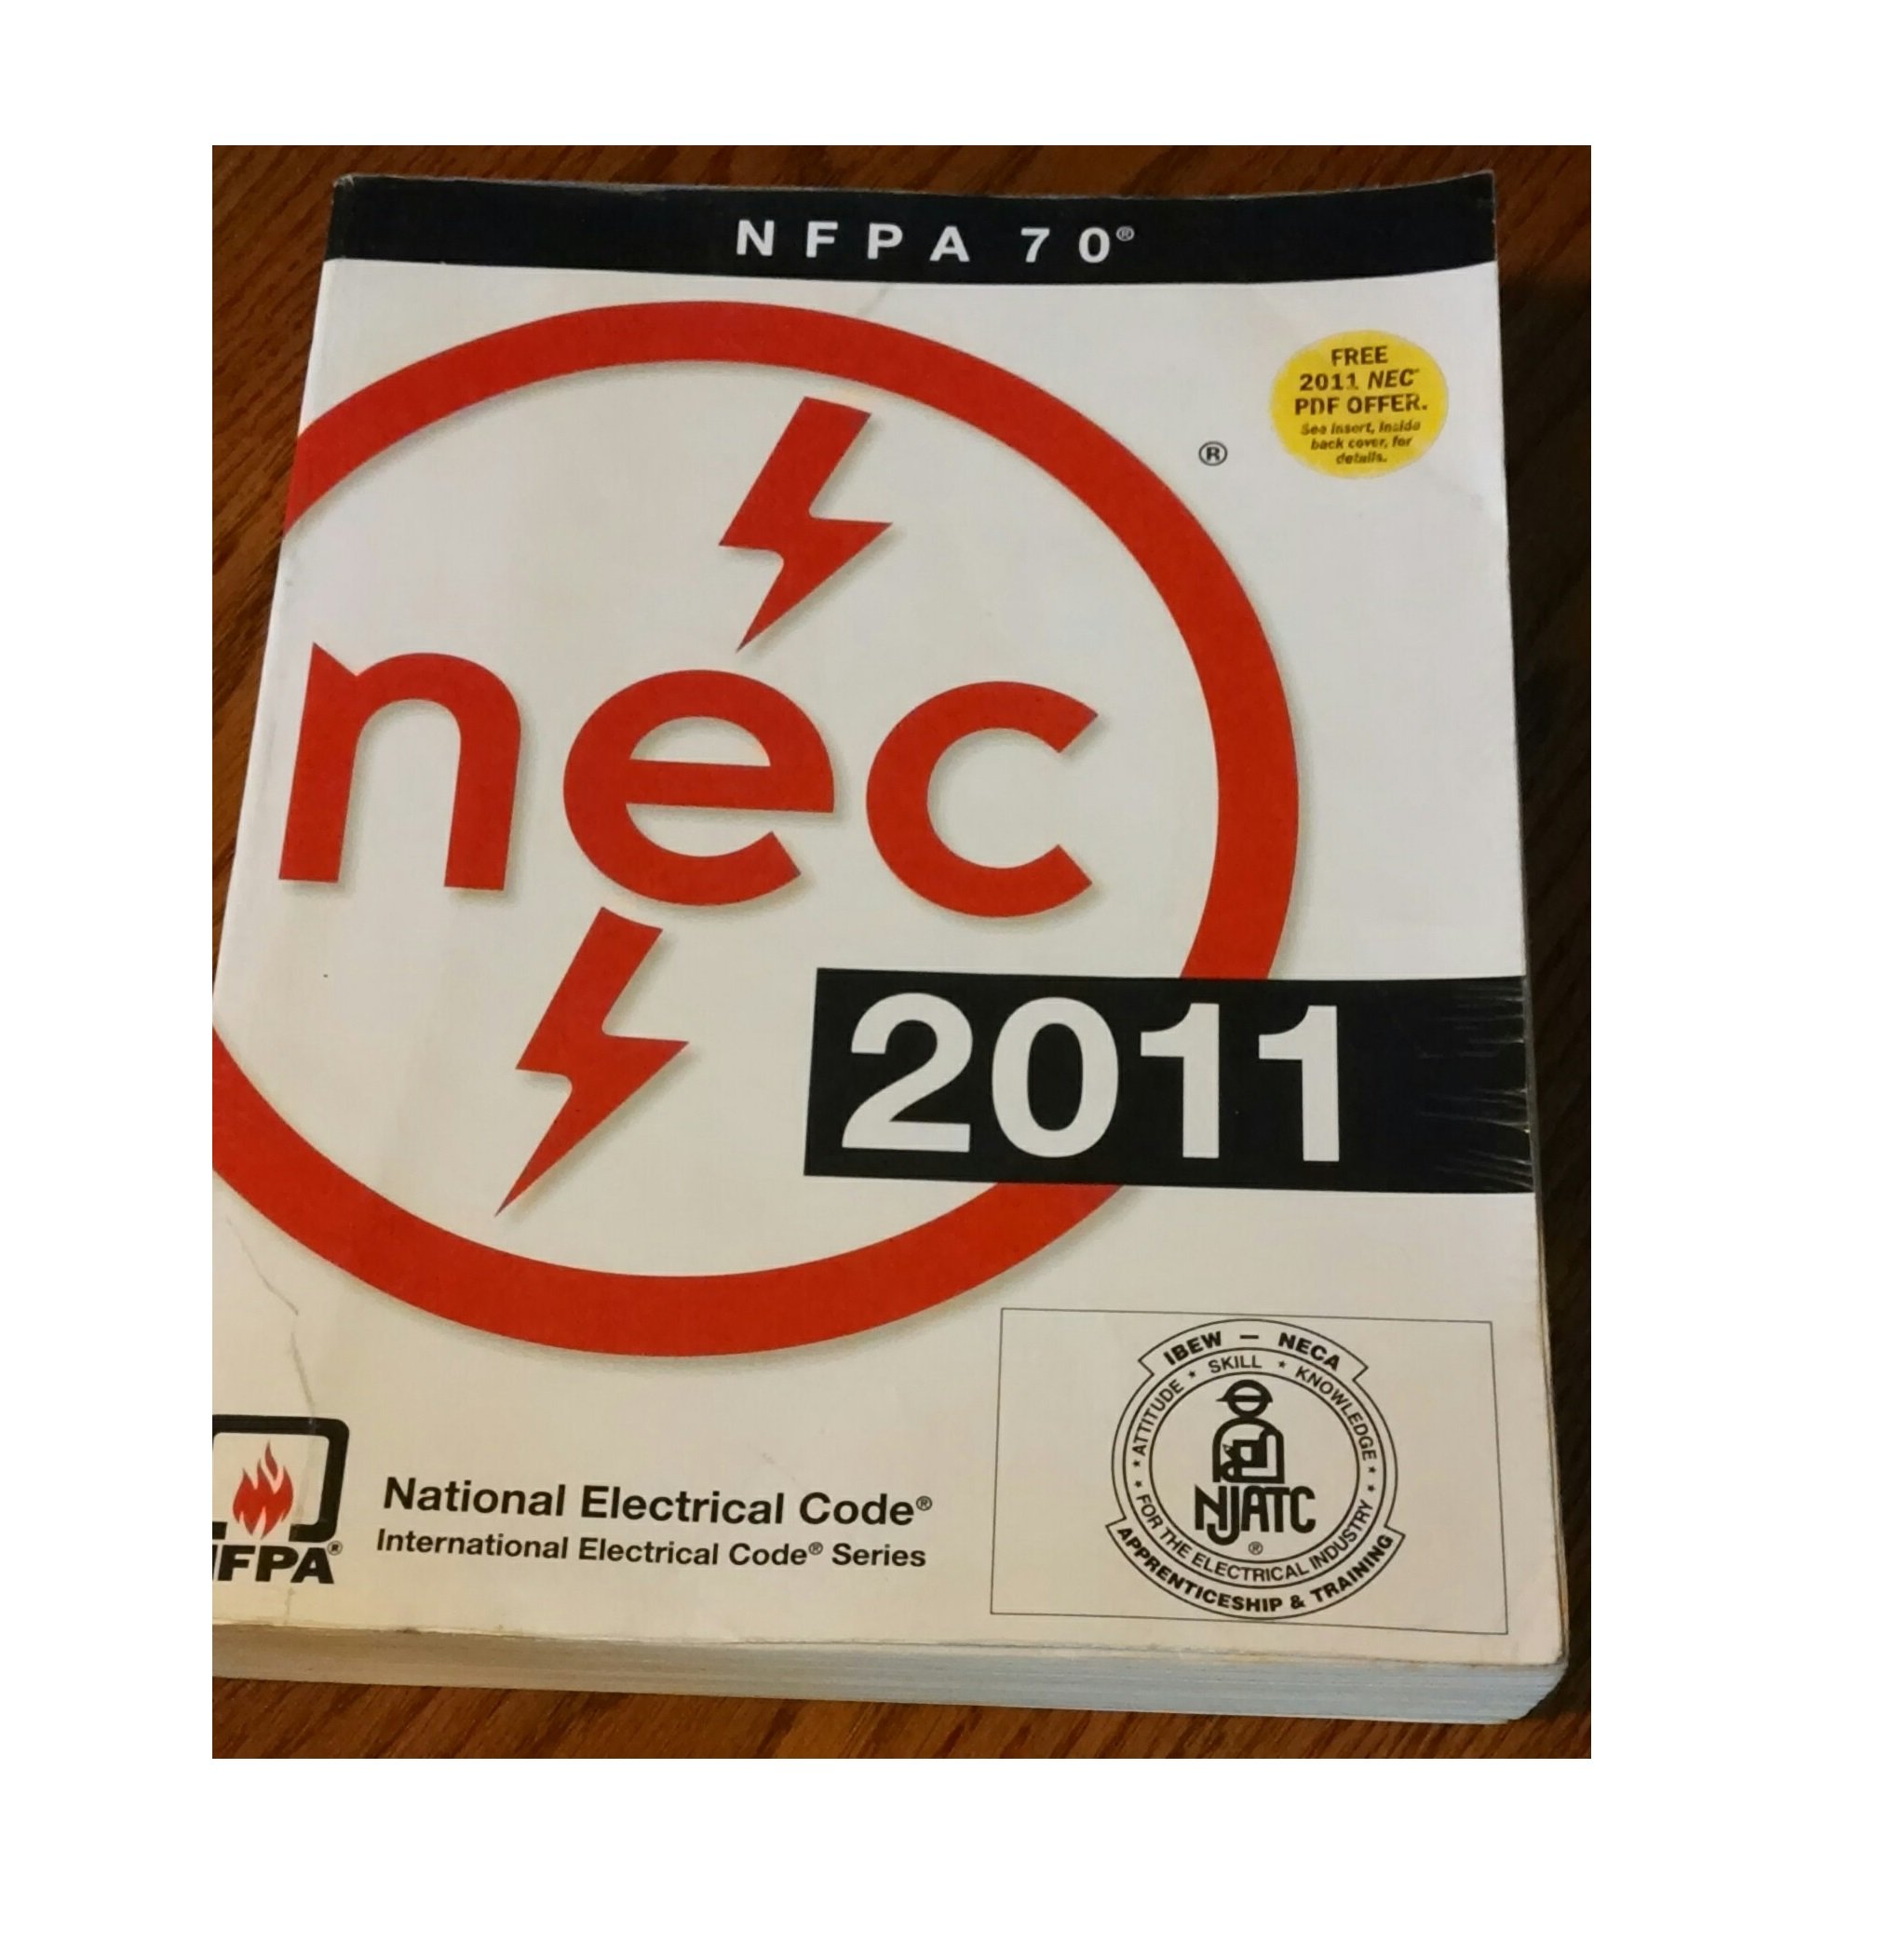 NFPA 70®
FREE
2011 NEC®
PDF OFFER.
See insert, inside
back cover, for
details.
®
nec
2011
IBEW — NECA
* ATTITUDE * SKILL * KNOWLEDGE *
NJATC
®
* FOR THE ELECTRICAL INDUSTRY *
APPRENTICESHIP & TRAINING
National Electrical Code®
International Electrical Code® Series
FPA®